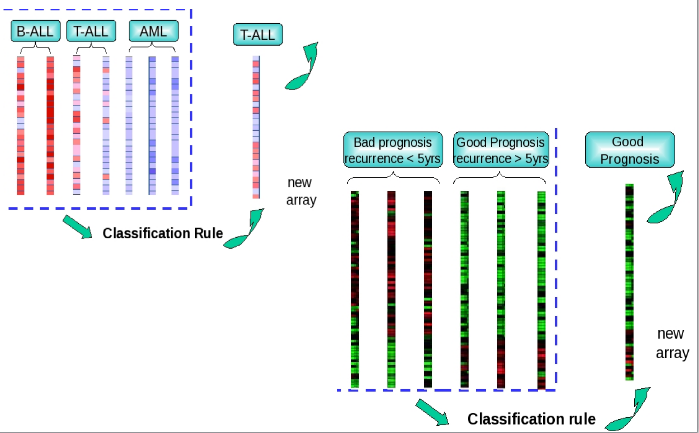 B-ALL
T-ALL
AML
T-ALL
new
array
Classification Rule
Bad prognosis
recurrence < 5yrs
Good Prognosis
recurrence > 5yrs
Good
Prognosis
new
array
Classification rule